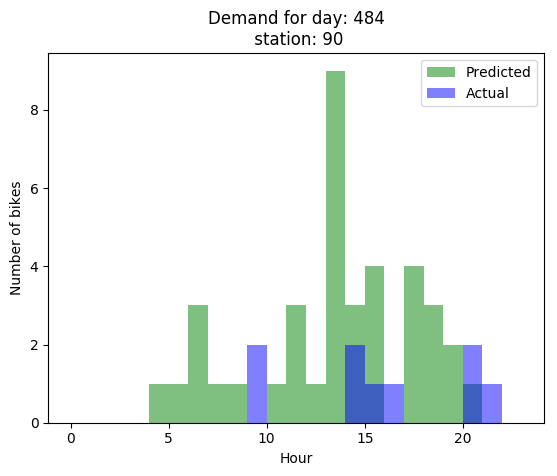 Demand for day: 484
station: 90
Predicted
Actual
Number of bikes
8
6
4
2
0
0 5 10 15 20
Hour